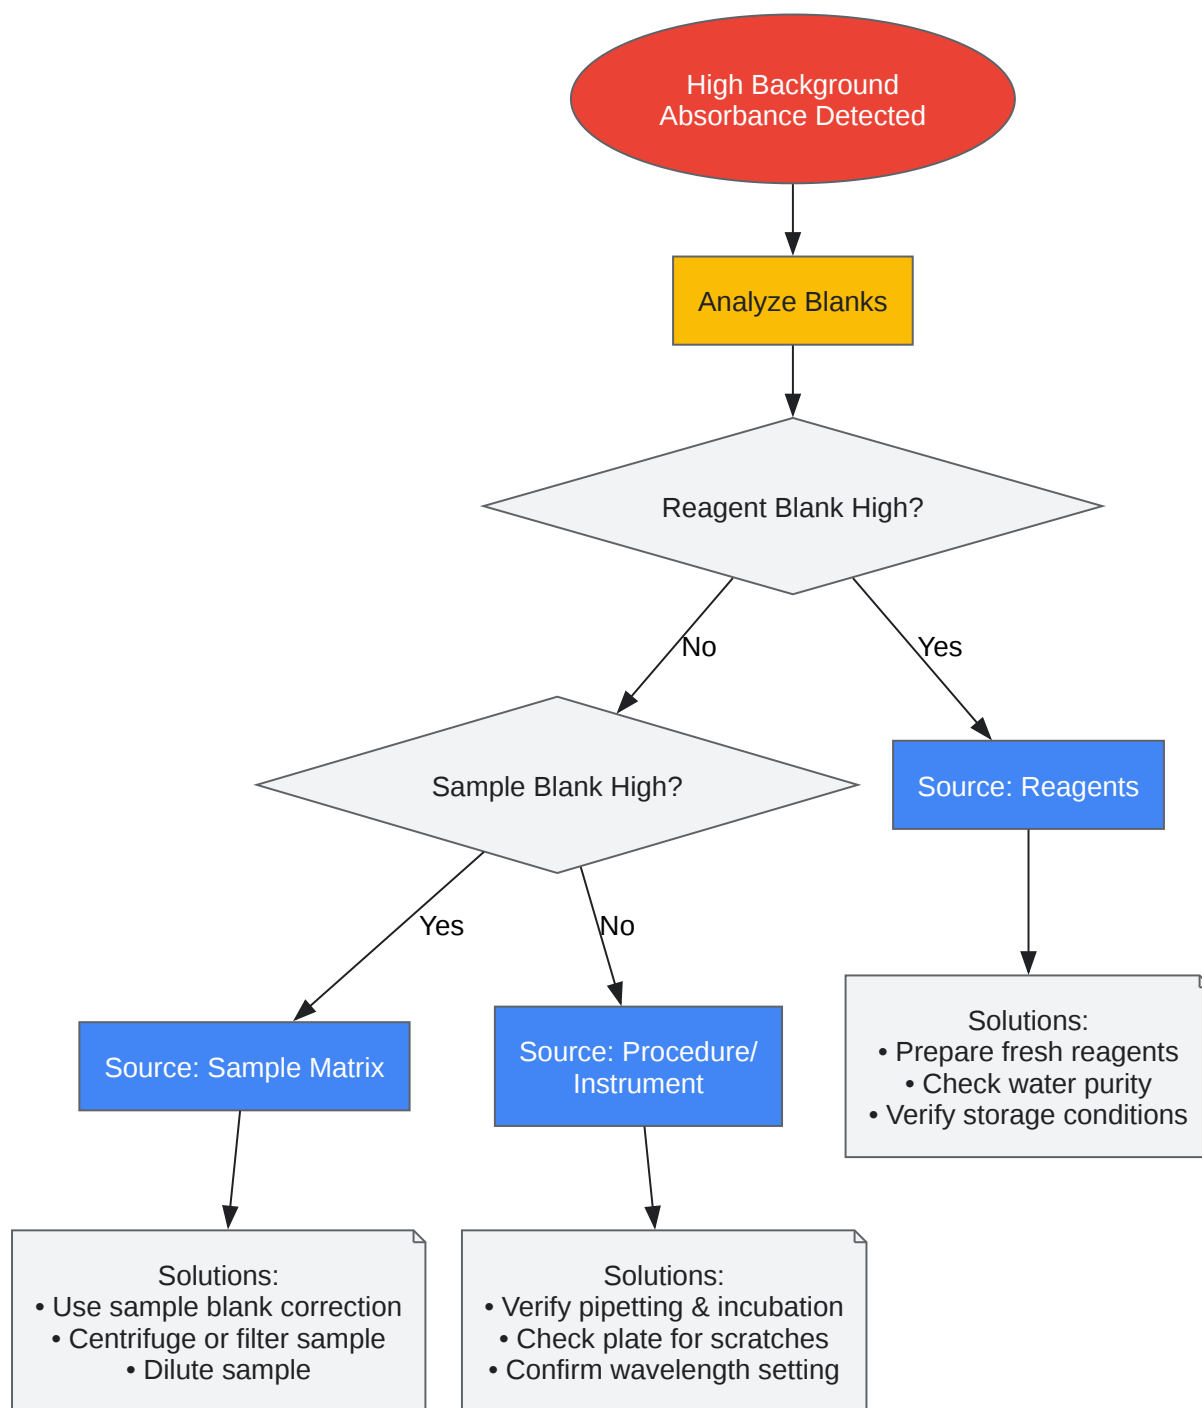 High Background
Absorbance Detected
Analyze Blanks
Reagent Blank High?
No
Yes
Sample Blank High?
Source: Reagents
Yes
No
Source: Sample Matrix
Source: Procedure/
Instrument
Solutions:
• Prepare fresh reagents
• Check water purity
• Verify storage conditions
Solutions:
• Use sample blank correction
• Centrifuge or filter sample
• Dilute sample
Solutions:
• Verify pipetting & incubation
• Check plate for scratches
• Confirm wavelength setting